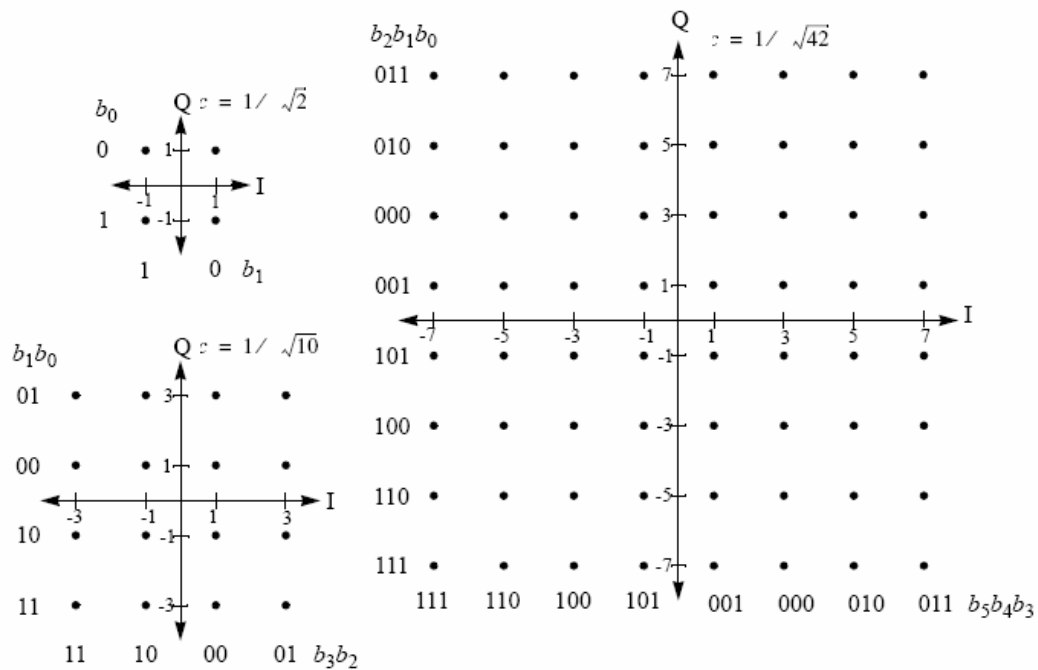 b₀
Q c = 1/ √2
0 1
I
-1 1
1 -1
1 0 b₁
b₁b₀
Q c = 1/ √10
01 3
00 1
I
-3 -1 1 3
10 -1
11 -3
11 10 00 01 b₃b₂
b₂b₁b₀
Q
c = 1/ √42
011 7
010 5
000 3
001 1
I
-7 -5 -3 -1 1 3 5 7
101 -1
100 -3
110 -5
111 -7
111 110 100 101 001 000 010 011 b₅b₄b₃